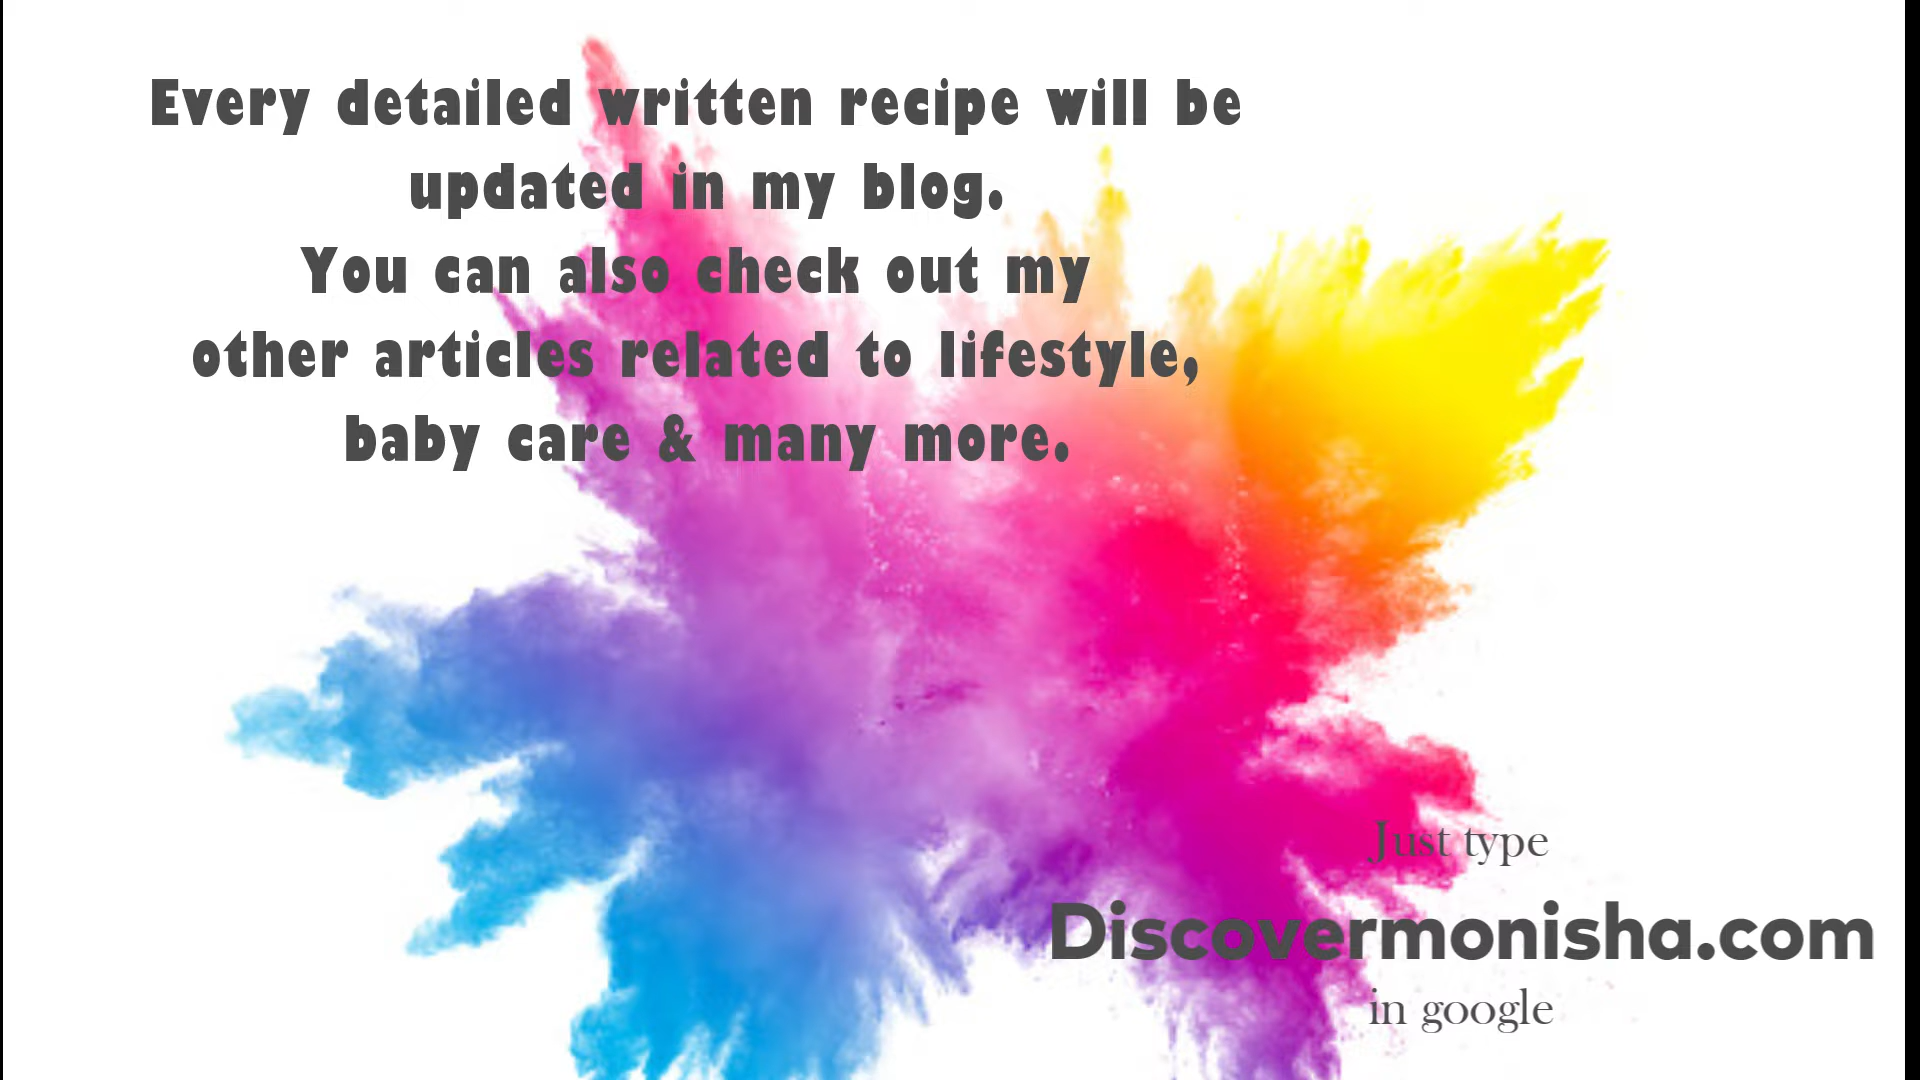 Every detailed written recipe will be
updated in my blog.
You can also check out my
other articles related to lifestyle,
baby care & many more.
Just type
Discovermonisha.com
in google